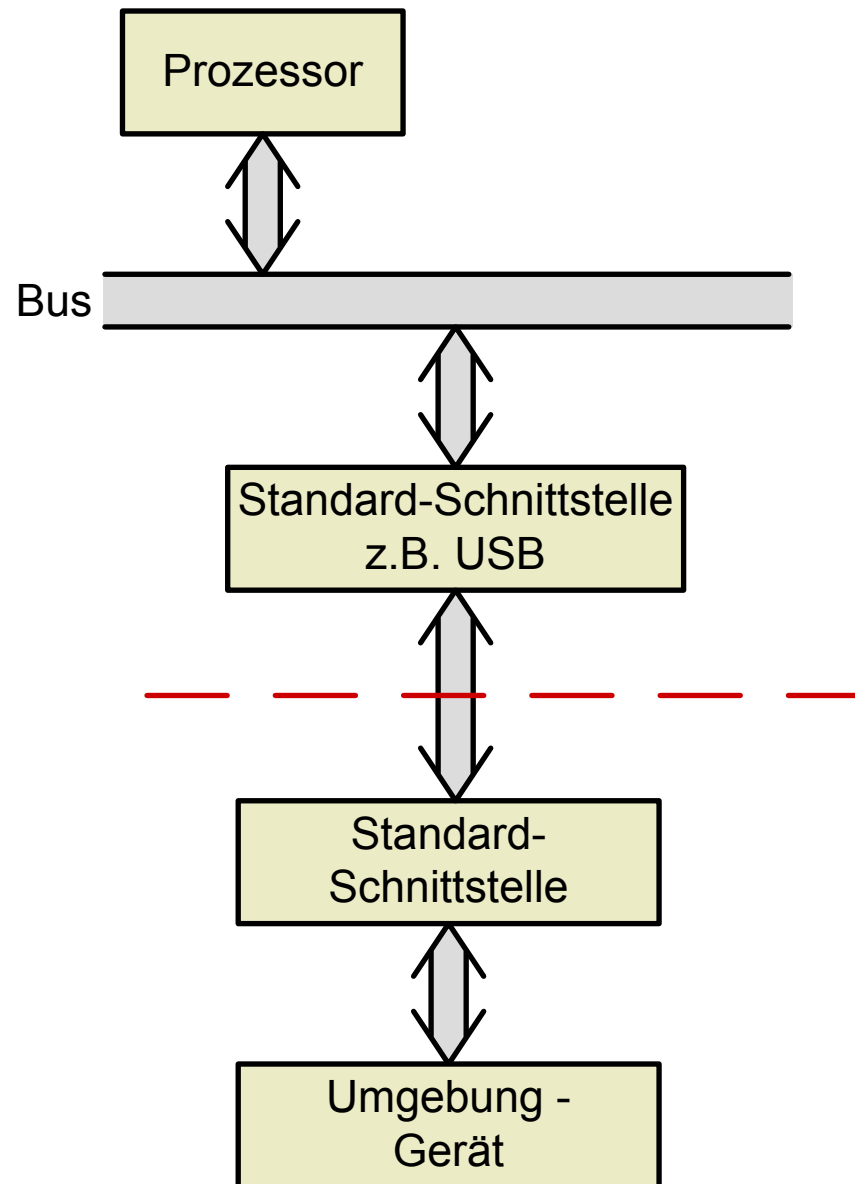 Prozessor
Bus
Standard-Schnittstelle
z.B. USB
Standard-
Schnittstelle
Umgebung -
Gerät